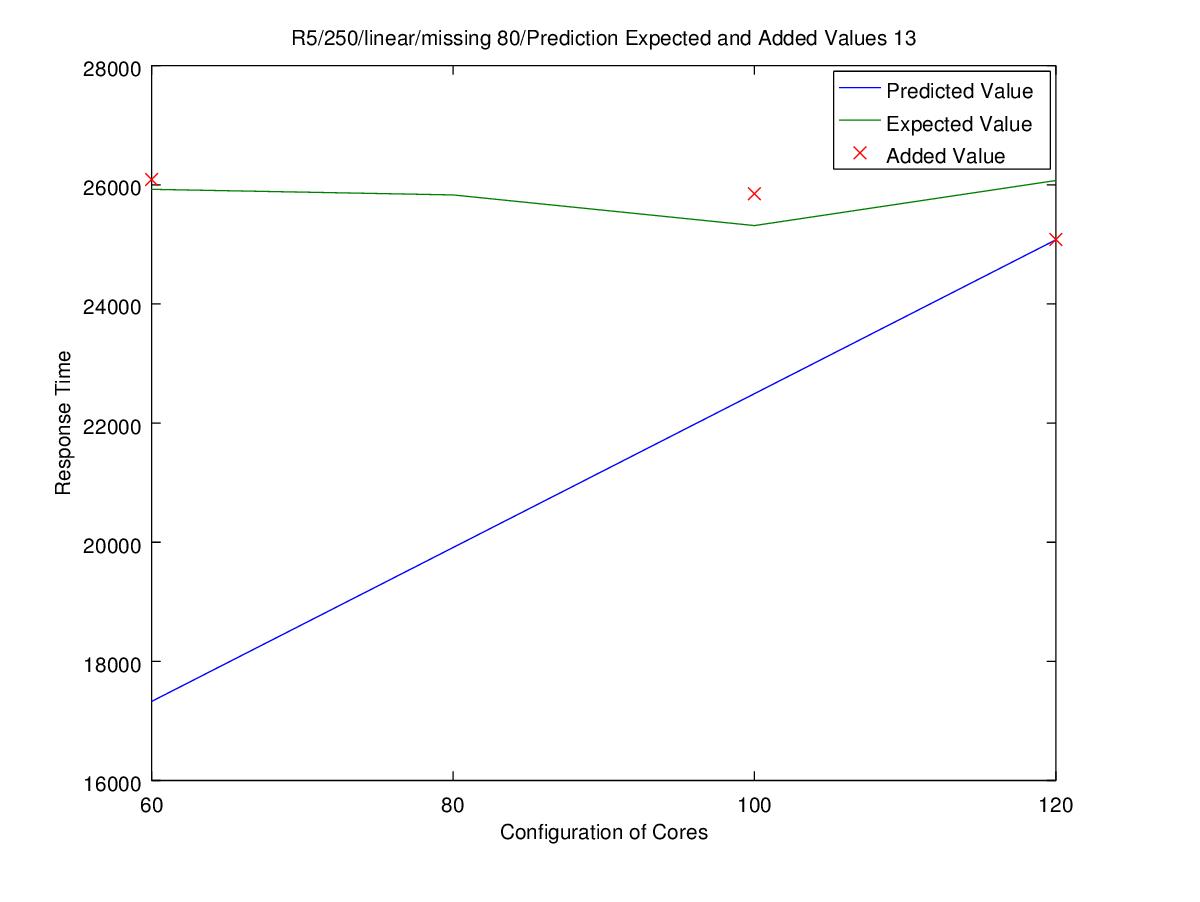 R5/250/linear/missing 80/Prediction Expected and Added Values 13
28000
26000
24000
22000
20000
18000
16000
Response Time
Predicted Value
Expected Value
Added Value
60
80
100
120
Configuration of Cores